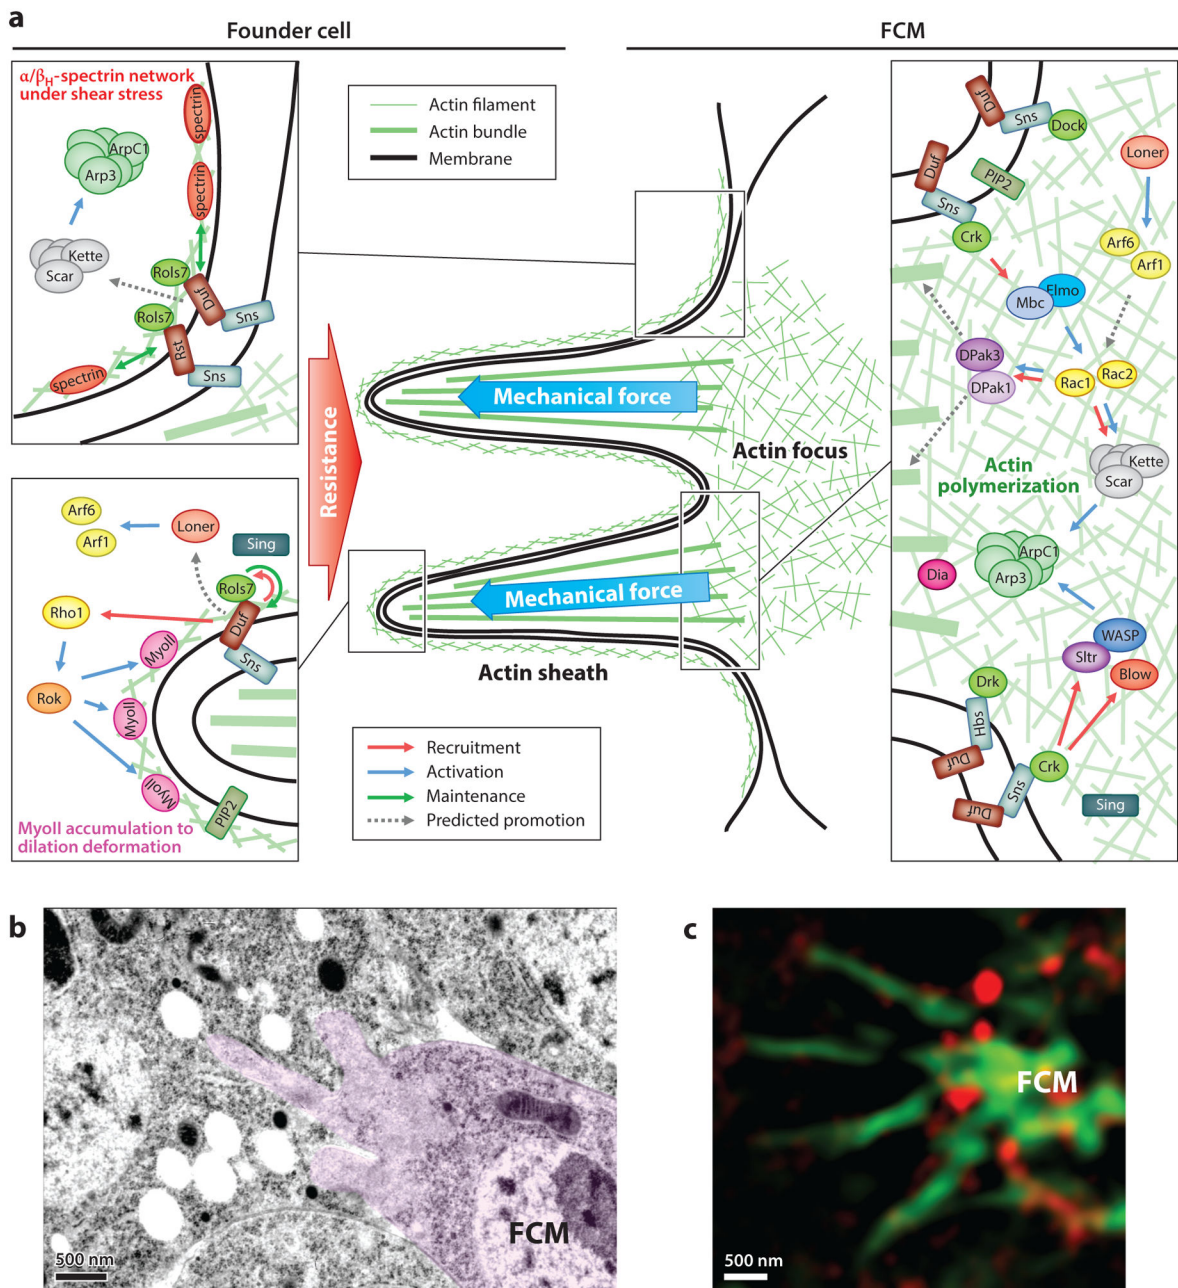 a
Founder cell
FCM
α/βH-spectrin network
under shear stress
spectrin
ArpC1
Arp3
spectrin
Kette
Scar
Rols7
Duf
Rols7
Sns
Rst
Sns
spectrin
Actin filament
Actin bundle
Membrane
Resistance
Mechanical force
Actin focus
Mechanical force
Actin sheath
Arf6
Arf1
Loner
Sing
Rols7
Rho1
Duf
MyoII
Sns
Rok
MyoII
MyoII
PIP2
MyoII accumulation to
dilation deformation
Recruitment
Activation
Maintenance
Predicted promotion
Duf
Sns
Dock
Loner
Duf
PIP2
Sns
Crk
Arf6
Arf1
Elmo
Mbc
DPak3
DPak1
Rac1
Rac2
Kette
Scar
Actin
polymerization
ArpC1
Arp3
Dia
WASP
Sltr
Blow
Drk
Hbs
Duf
Crk
Sns
Duf
Sing
b
FCM
500 nm
c
FCM
500 nm